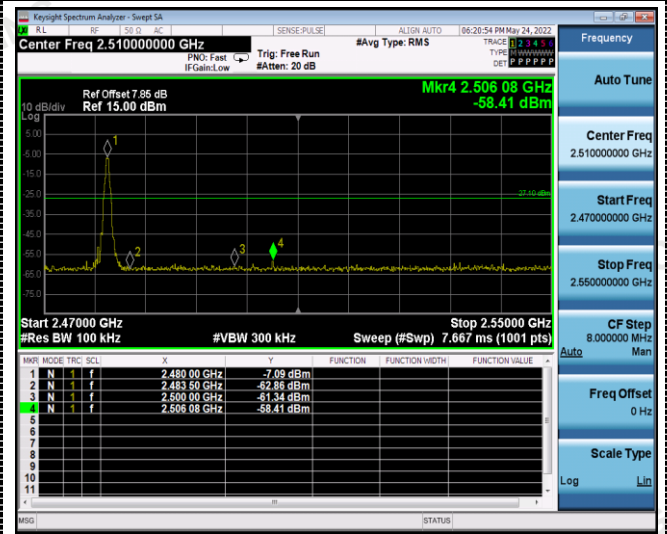 Keysight Spectrum Analyzer - Swept SA
RL RF 50 Ω AC SENSE:PULSE ALIGN AUTO 06:20:54 PM May 24, 2022
Center Freq 2.510000000 GHz #Avg Type: RMS TRACE 1 2 3 4 5 6
PNO: Fast Trig: Free Run TYPE M WWWWW
IFGain:Low #Atten: 20 dB DET P P P P P P
Mkr4 2.506 08 GHz
-58.41 dBm
Ref Offset 7.85 dB
10 dB/div Ref 15.00 dBm
Log
5.00
-5.00
-15.0
-25.0
-35.0
-45.0
-55.0
-65.0
-75.0
1
2
3
4
-27.10 dBm
Start 2.47000 GHz Stop 2.55000 GHz
#Res BW 100 kHz #VBW 300 kHz Sweep (#Swp) 7.667 ms (1001 pts)
MKR MODE TRC SCL X Y FUNCTION FUNCTION WIDTH FUNCTION VALUE
1 N 1 f 2.480 00 GHz -7.09 dBm
2 N 1 f 2.483 50 GHz -62.86 dBm
3 N 1 f 2.500 00 GHz -61.34 dBm
4 N 1 f 2.506 08 GHz -58.41 dBm
5
6
7
8
9
10
11
MSG STATUS
Frequency
Auto Tune
Center Freq
2.510000000 GHz
Start Freq
2.470000000 GHz
Stop Freq
2.550000000 GHz
CF Step
8.000000 MHz
Auto Man
Freq Offset
0 Hz
Scale Type
Log Lin